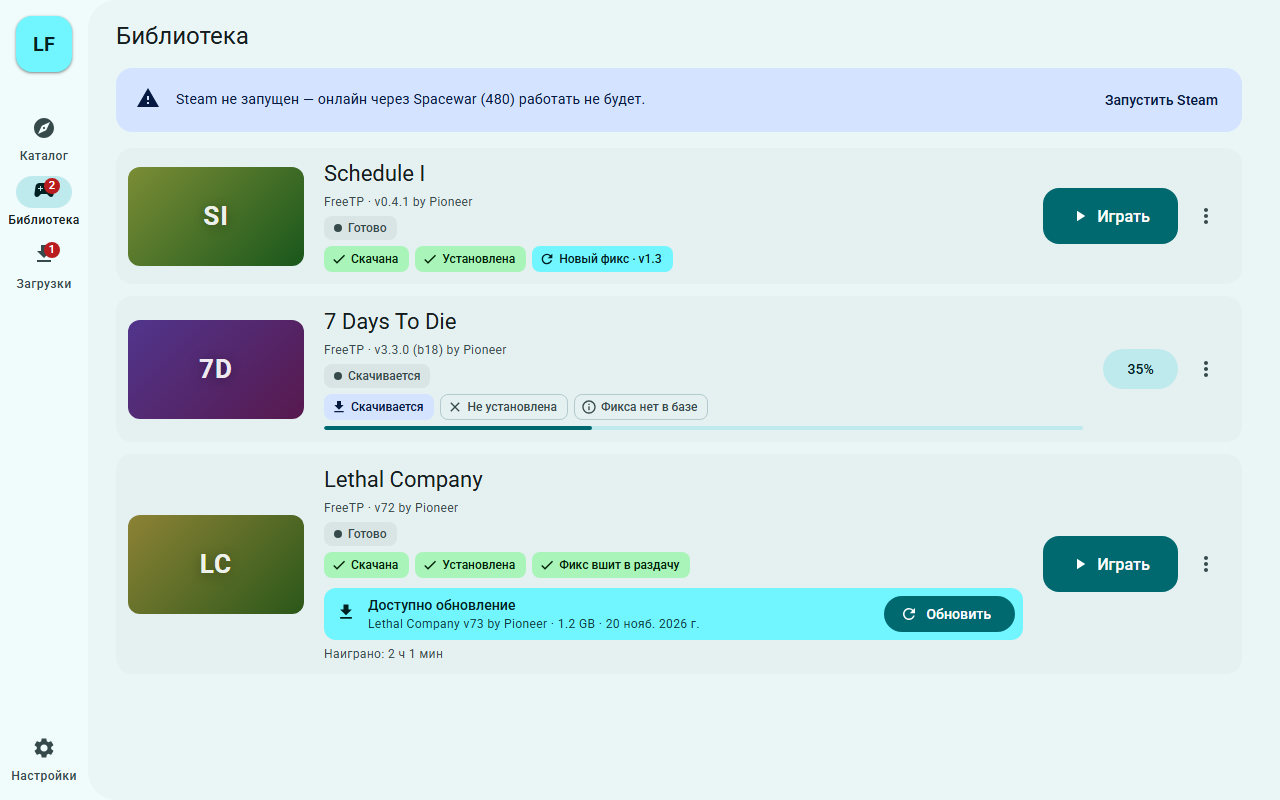 LF
Каталог
2
Библиотека
1
Загрузки
Настройки
Библиотека
Steam не запущен — онлайн через Spacewar (480) работать не будет.
Запустить Steam
SI
Schedule I
FreeTP · v0.4.1 by Pioneer
Готово
Скачана
Установлена
Новый фикс · v1.3
Играть
7D
7 Days To Die
FreeTP · v3.3.0 (b18) by Pioneer
Скачивается
Скачивается
Не установлена
Фикса нет в базе
35%
LC
Lethal Company
FreeTP · v72 by Pioneer
Готово
Скачана
Установлена
Фикс вшит в раздачу
Доступно обновление
Lethal Company v73 by Pioneer · 1.2 GB · 20 нояб. 2026 г.
Обновить
Наиграно: 2 ч 1 мин
Играть